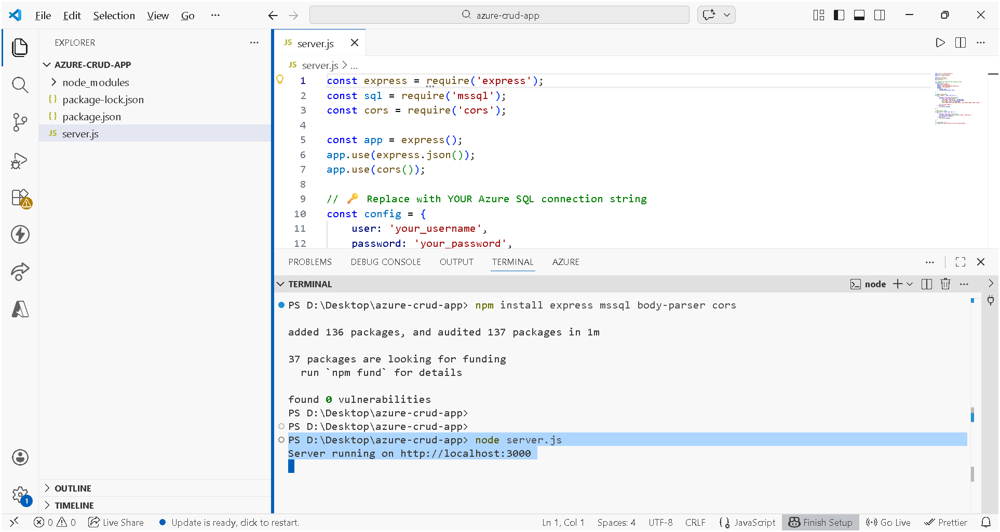 File Edit Selection View Go ...
azure-crud-app
EXPLORER
AZURE-CRUD-APP
node_modules
{} package-lock.json
{} package.json
JS server.js
OUTLINE
TIMELINE
JS server.js
JS server.js > ...
1 const express = require('express');
2 const sql = require('mssql');
3 const cors = require('cors');
4
5 const app = express();
6 app.use(express.json());
7 app.use(cors());
8
9 // 🔑 Replace with YOUR Azure SQL connection string
10 const config = {
11 user: 'your_username',
12 password: 'your_password',
PROBLEMS DEBUG CONSOLE OUTPUT TERMINAL AZURE
TERMINAL
node
PS D:\Desktop\azure-crud-app> npm install express mssql body-parser cors
added 136 packages, and audited 137 packages in 1m
37 packages are looking for funding
run `npm fund` for details
found 0 vulnerabilities
PS D:\Desktop\azure-crud-app>
PS D:\Desktop\azure-crud-app>
PS D:\Desktop\azure-crud-app> node server.js
Server running on http://localhost:3000
1
0 0 Live Share Update is ready, click to restart. Ln 1, Col 1 Spaces: 4 UTF-8 CRLF JavaScript Finish Setup Go Live Prettier